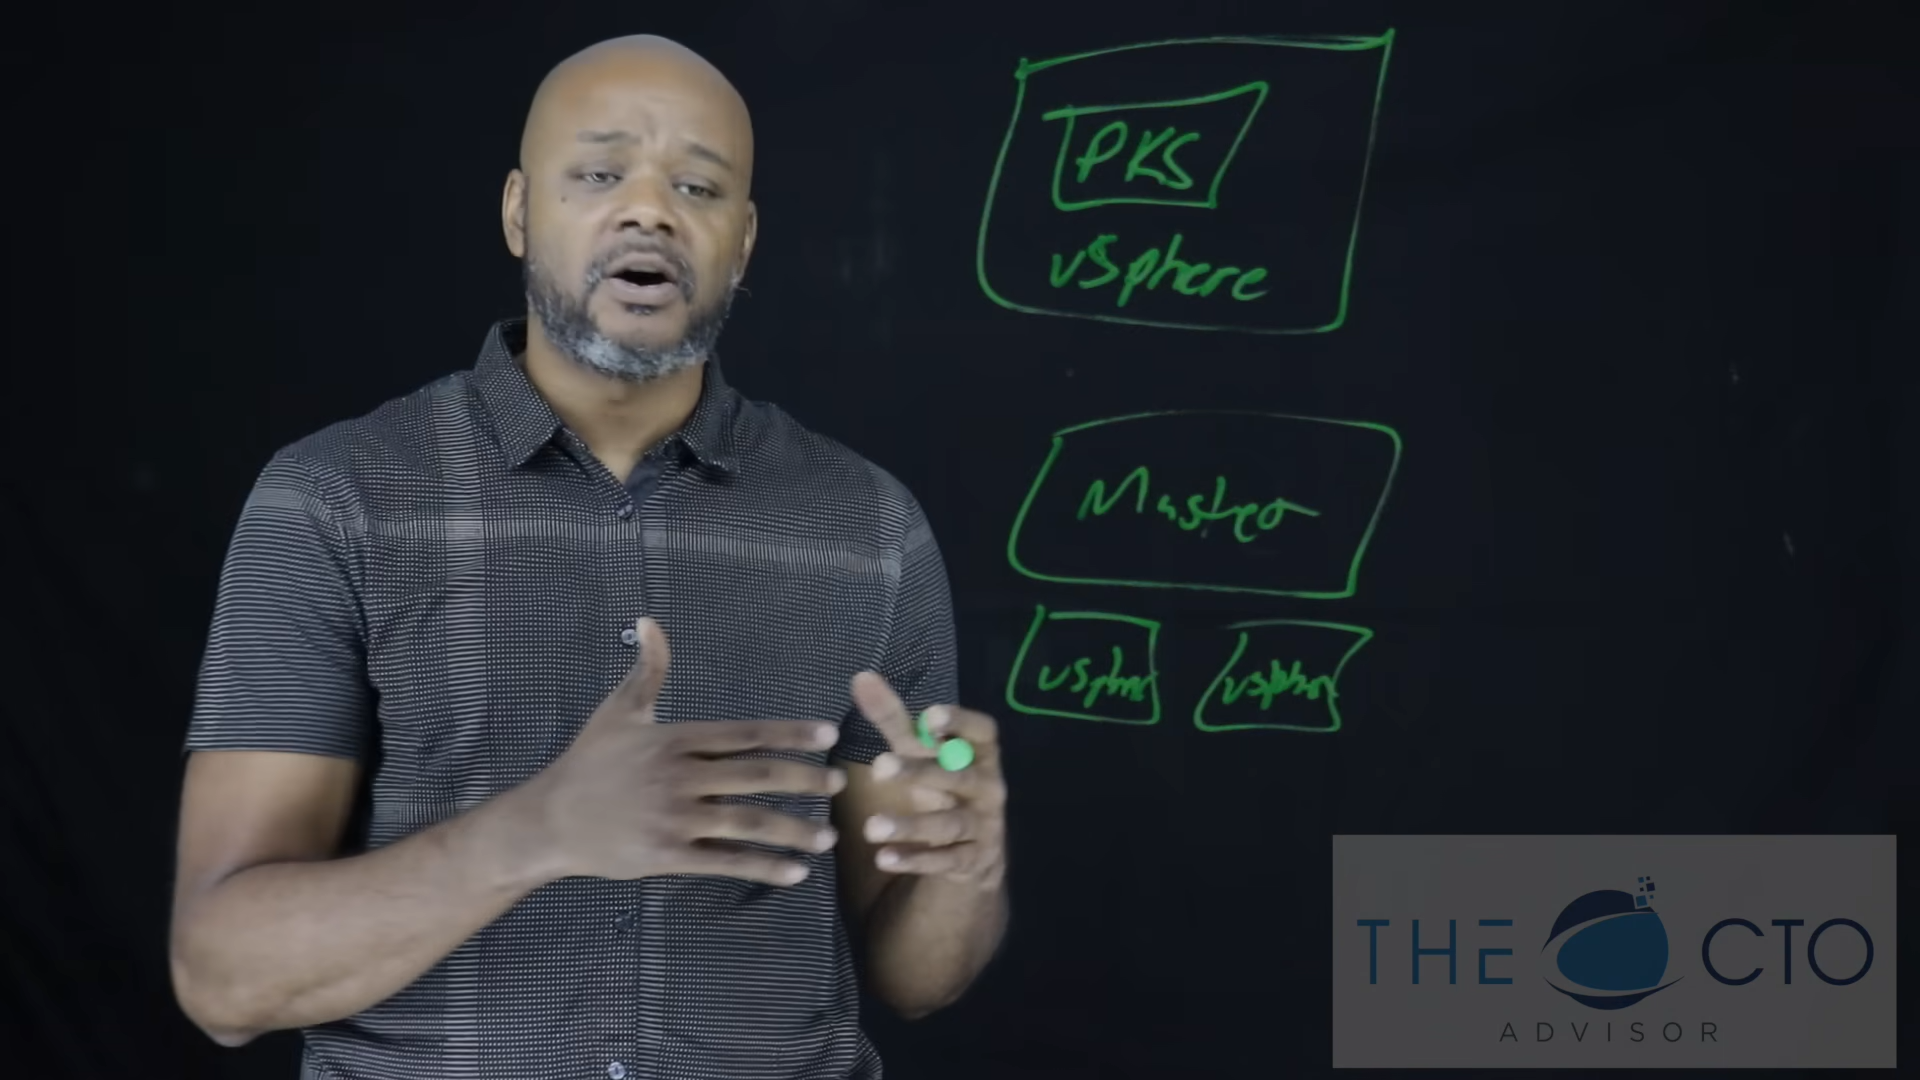 PKS
vSphere
Master
vSphere vSphere
THE CTO
ADVISOR